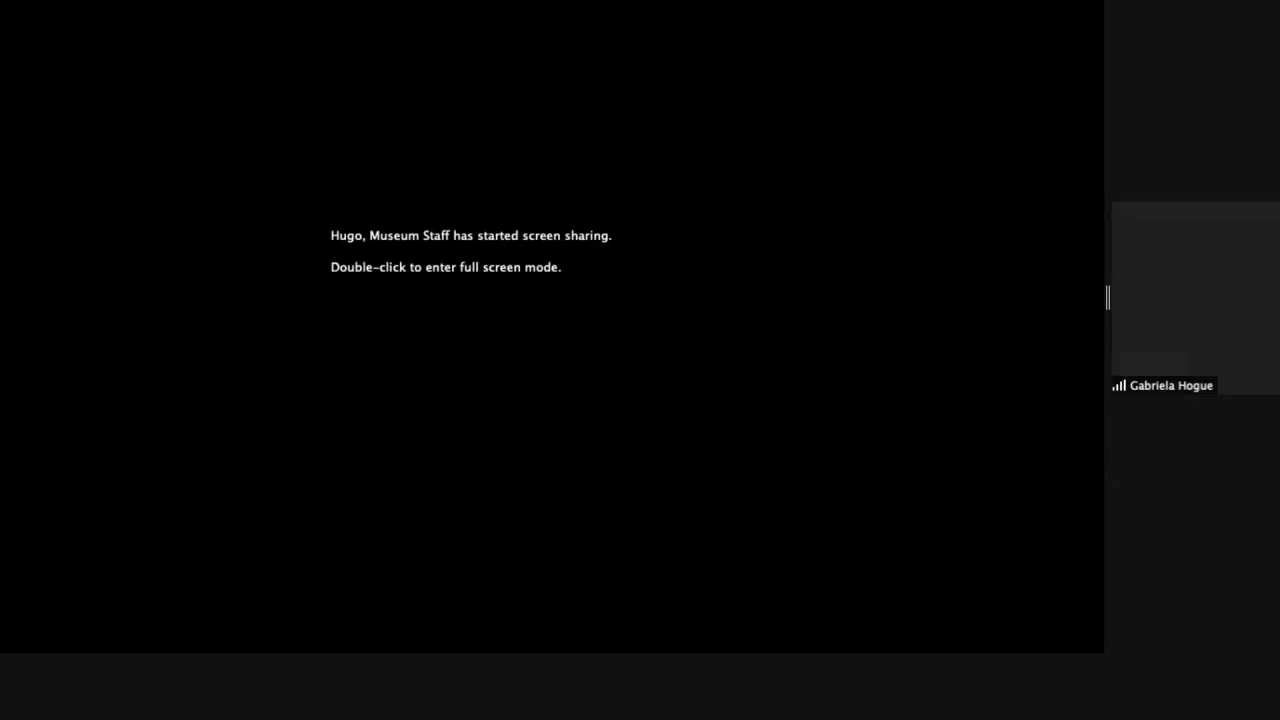 Hugo, Museum Staff has started screen sharing.
Double-click to enter full screen mode.
Gabriela Hogue